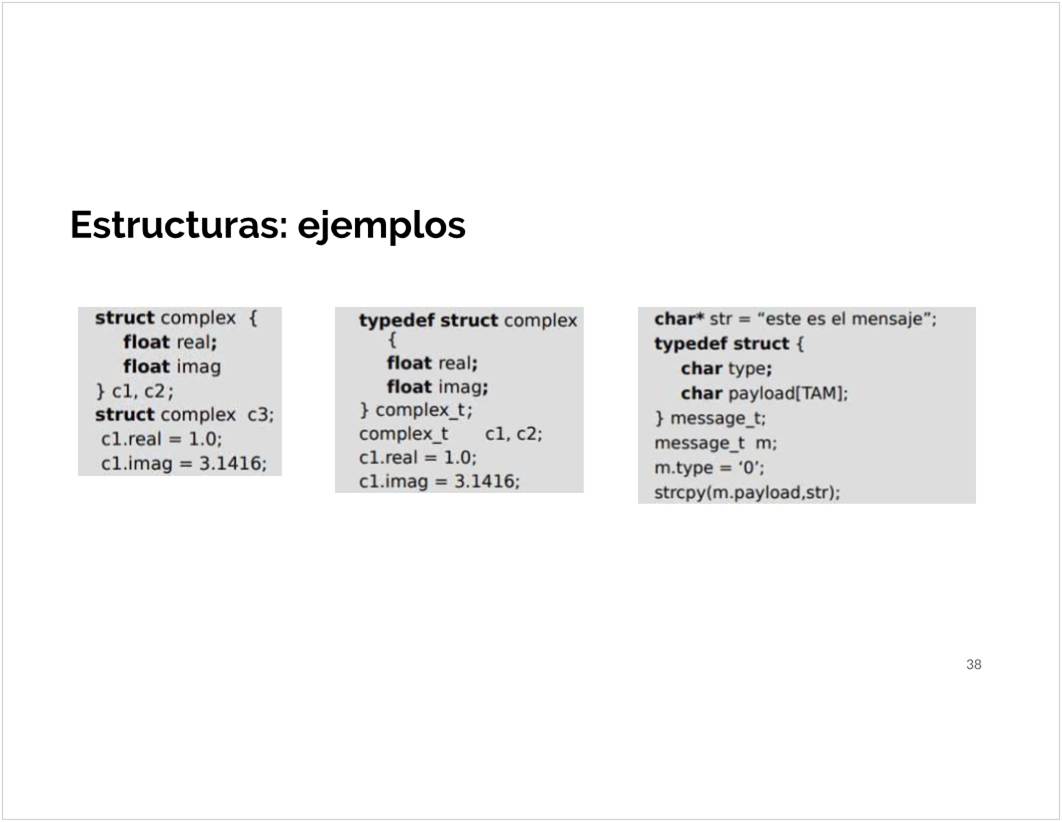 Estructuras: ejemplos
struct complex {
float real;
float imag
} c1, c2;
struct complex c3;
c1.real = 1.0;
c1.imag = 3.1416;
typedef struct complex
{
float real;
float imag;
} complex_t;
complex_t c1, c2;
c1.real = 1.0;
c1.imag = 3.1416;
char* str = “este es el mensaje”;
typedef struct {
char type;
char payload[TAM];
} message_t;
message_t m;
m.type = ‘0’;
strcpy(m.payload,str);
38